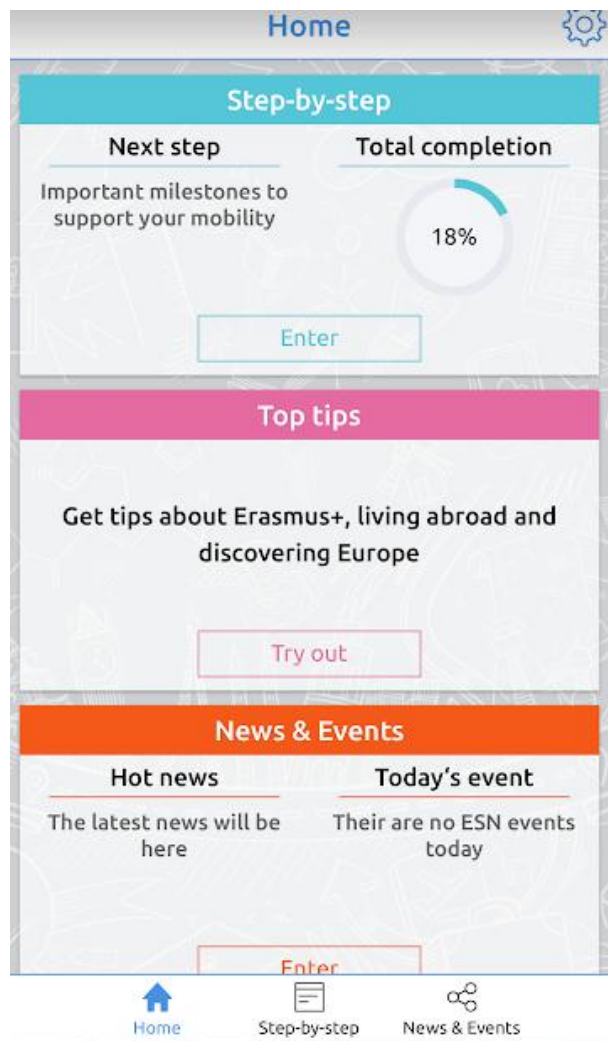 Home
Step-by-step
Next step
Total completion
Important milestones to
support your mobility
18%
Enter
Top tips
Get tips about Erasmus+, living abroad and
discovering Europe
Try out
News & Events
Hot news
Today's event
The latest news will be
here
Their are no ESN events
today
Enter
Home
Step-by-step
News & Events